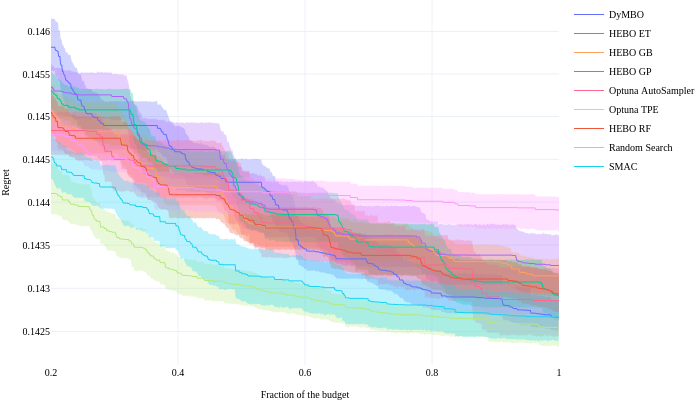 0.146
0.1455
0.145
0.1445
0.144
0.1435
0.143
0.1425
Regret
0.2
0.4
0.6
0.8
1
Fraction of the budget
DyMBO
HEBO ET
HEBO GB
HEBO GP
Optuna AutoSampler
Optuna TPE
HEBO RF
Random Search
SMAC